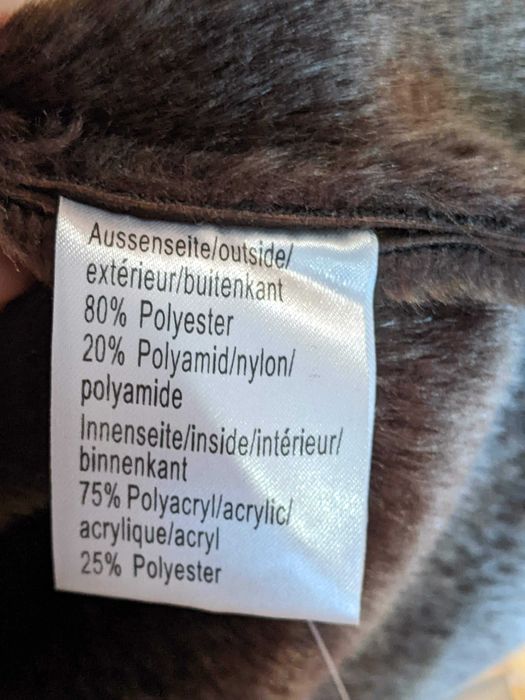 Aussenseite/outside/
extérieur/buitenkant
80% Polyester
20% Polyamid/nylon/
polyamide
Innenseite/inside/intérieur/
binnenkant
75% Polyacryl/acrylic/
acrylique/acryl
25% Polyester